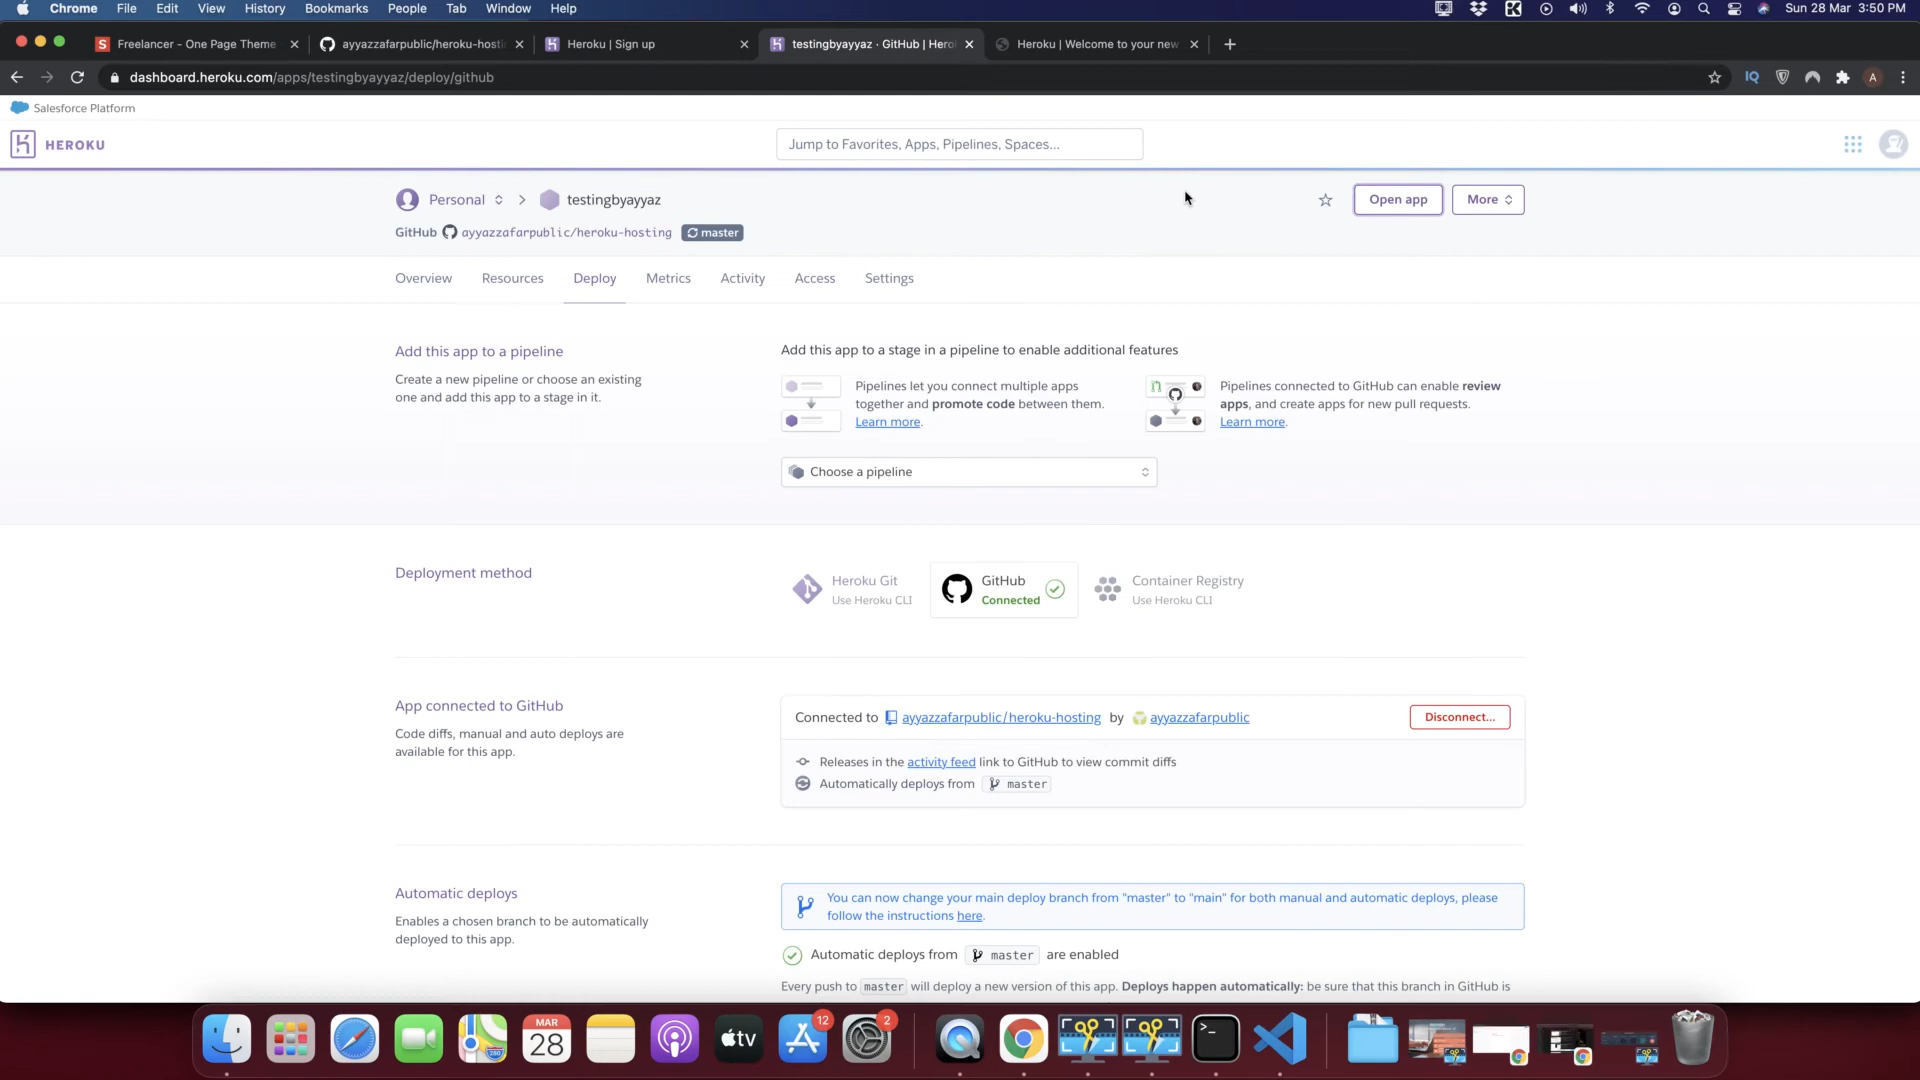 Chrome File Edit View History Bookmarks People Tab Window Help Sun 28 Mar 3:50 PM
Freelancer - One Page Theme ayyazzafarpublic/heroku-hosti Heroku | Sign up testingbyayyaz · GitHub | Hero Heroku | Welcome to your new
dashboard.heroku.com/apps/testingbyayyaz/deploy/github
Salesforce Platform
HEROKU Jump to Favorites, Apps, Pipelines, Spaces...
Personal testingbyayyaz Open app More
GitHub ayyazzafarpublic/heroku-hosting master
Overview Resources Deploy Metrics Activity Access Settings
Add this app to a pipeline
Create a new pipeline or choose an existing
one and add this app to a stage in it.
Add this app to a stage in a pipeline to enable additional features
Pipelines let you connect multiple apps
together and promote code between them.
Learn more.
Pipelines connected to GitHub can enable review
apps, and create apps for new pull requests.
Learn more.
Choose a pipeline
Deployment method
Heroku Git
Use Heroku CLI
GitHub
Connected
Container Registry
Use Heroku CLI
App connected to GitHub
Code diffs, manual and auto deploys are
available for this app.
Connected to ayyazzafarpublic/heroku-hosting by ayyazzafarpublic Disconnect...
Releases in the activity feed link to GitHub to view commit diffs
Automatically deploys from master
Automatic deploys
Enables a chosen branch to be automatically
deployed to this app.
You can now change your main deploy branch from "master" to "main" for both manual and automatic deploys, please
follow the instructions here.
Automatic deploys from master are enabled
Every push to master will deploy a new version of this app. Deploys happen automatically: be sure that this branch in GitHub is
MAR
28
tv
12
2